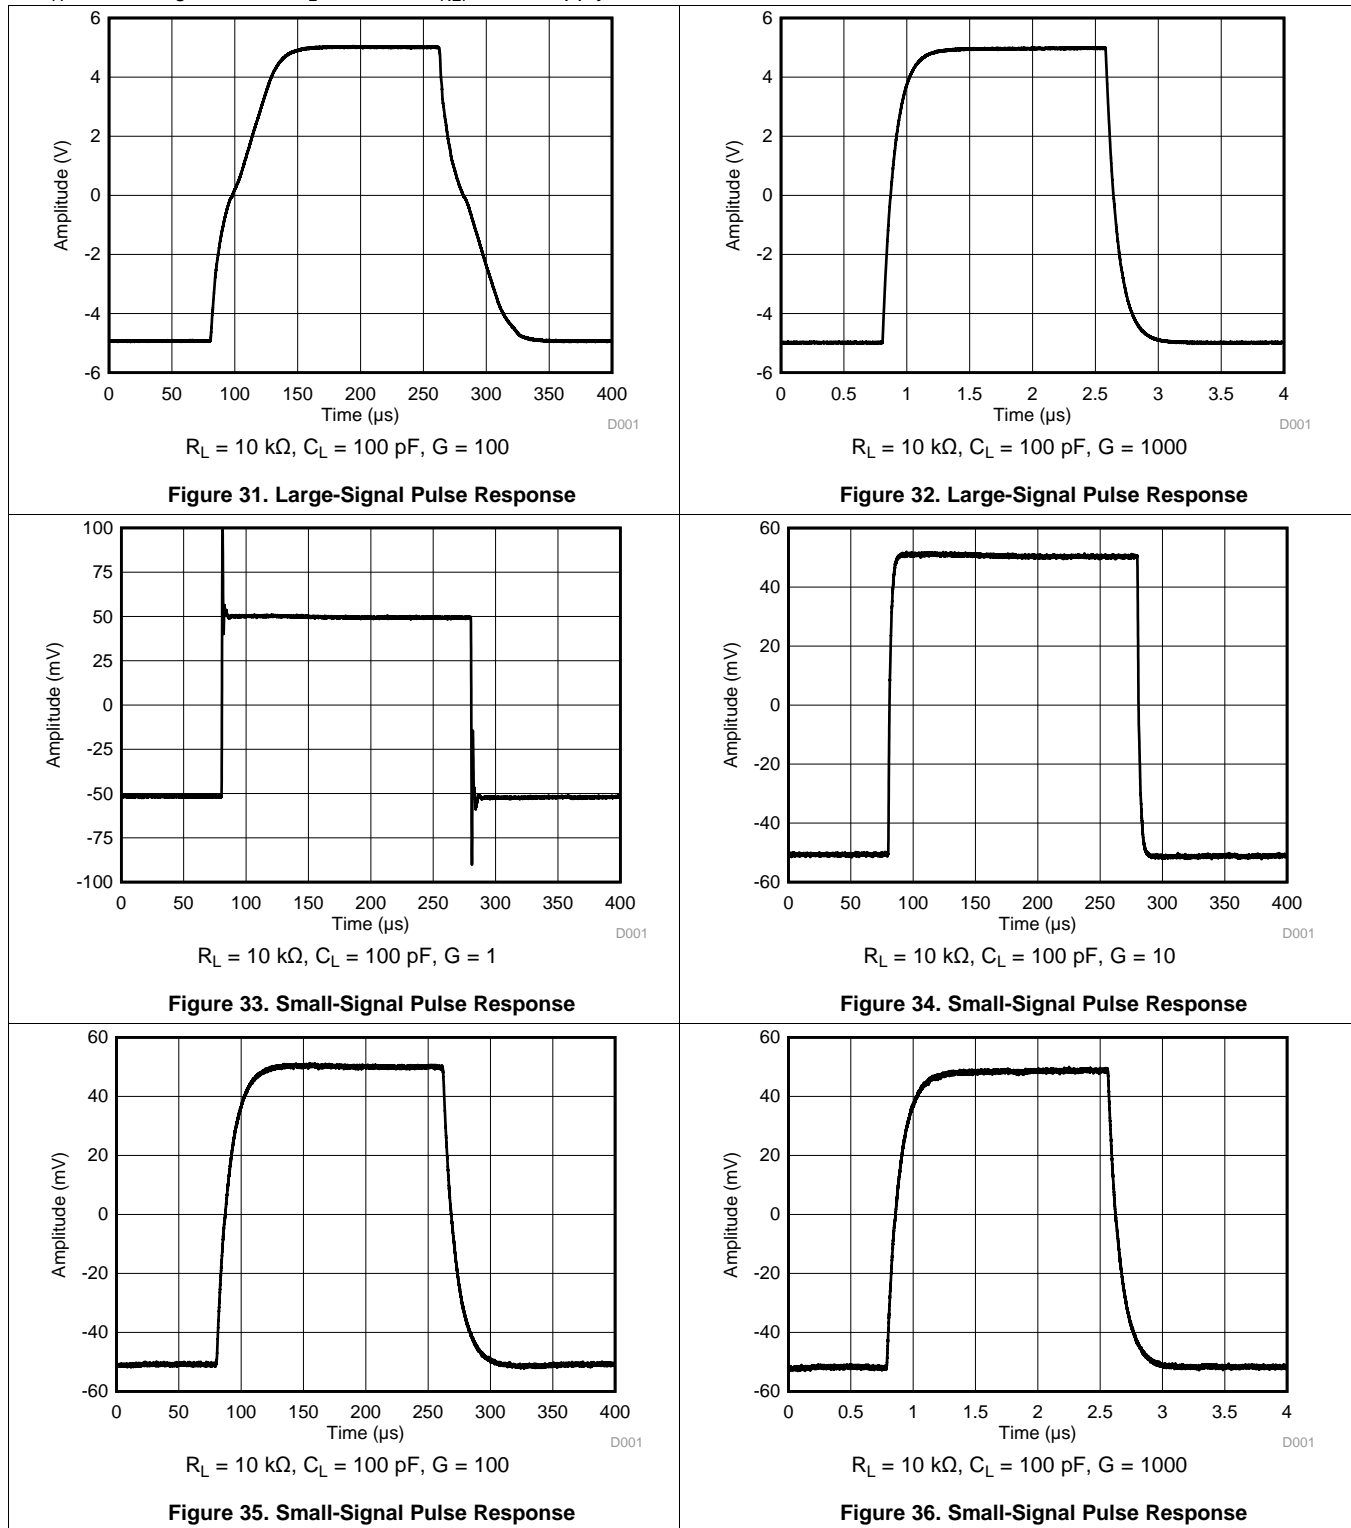 6
4
2
0
-2
-4
-6
Amplitude (V)
0 50 100 150 200 250 300 350 400
Time (µs)
D001
R_L = 10 kΩ, C_L = 100 pF, G = 100
Figure 31. Large-Signal Pulse Response
6
4
2
0
-2
-4
-6
Amplitude (V)
0 0.5 1 1.5 2 2.5 3 3.5 4
Time (µs)
D001
R_L = 10 kΩ, C_L = 100 pF, G = 1000
Figure 32. Large-Signal Pulse Response
100
75
50
25
0
-25
-50
-75
-100
Amplitude (mV)
0 50 100 150 200 250 300 350 400
Time (µs)
D001
R_L = 10 kΩ, C_L = 100 pF, G = 1
Figure 33. Small-Signal Pulse Response
60
40
20
0
-20
-40
-60
Amplitude (mV)
0 50 100 150 200 250 300 350 400
Time (µs)
D001
R_L = 10 kΩ, C_L = 100 pF, G = 10
Figure 34. Small-Signal Pulse Response
60
40
20
0
-20
-40
-60
Amplitude (mV)
0 50 100 150 200 250 300 350 400
Time (µs)
D001
R_L = 10 kΩ, C_L = 100 pF, G = 100
Figure 35. Small-Signal Pulse Response
60
40
20
0
-20
-40
-60
Amplitude (mV)
0 0.5 1 1.5 2 2.5 3 3.5 4
Time (µs)
D001
R_L = 10 kΩ, C_L = 100 pF, G = 1000
Figure 36. Small-Signal Pulse Response